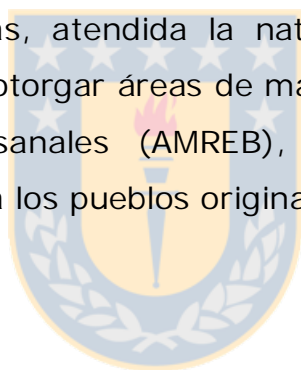 as, atendida la nat
otorgar áreas de ma
sanales (AMREB),
a los pueblos origina